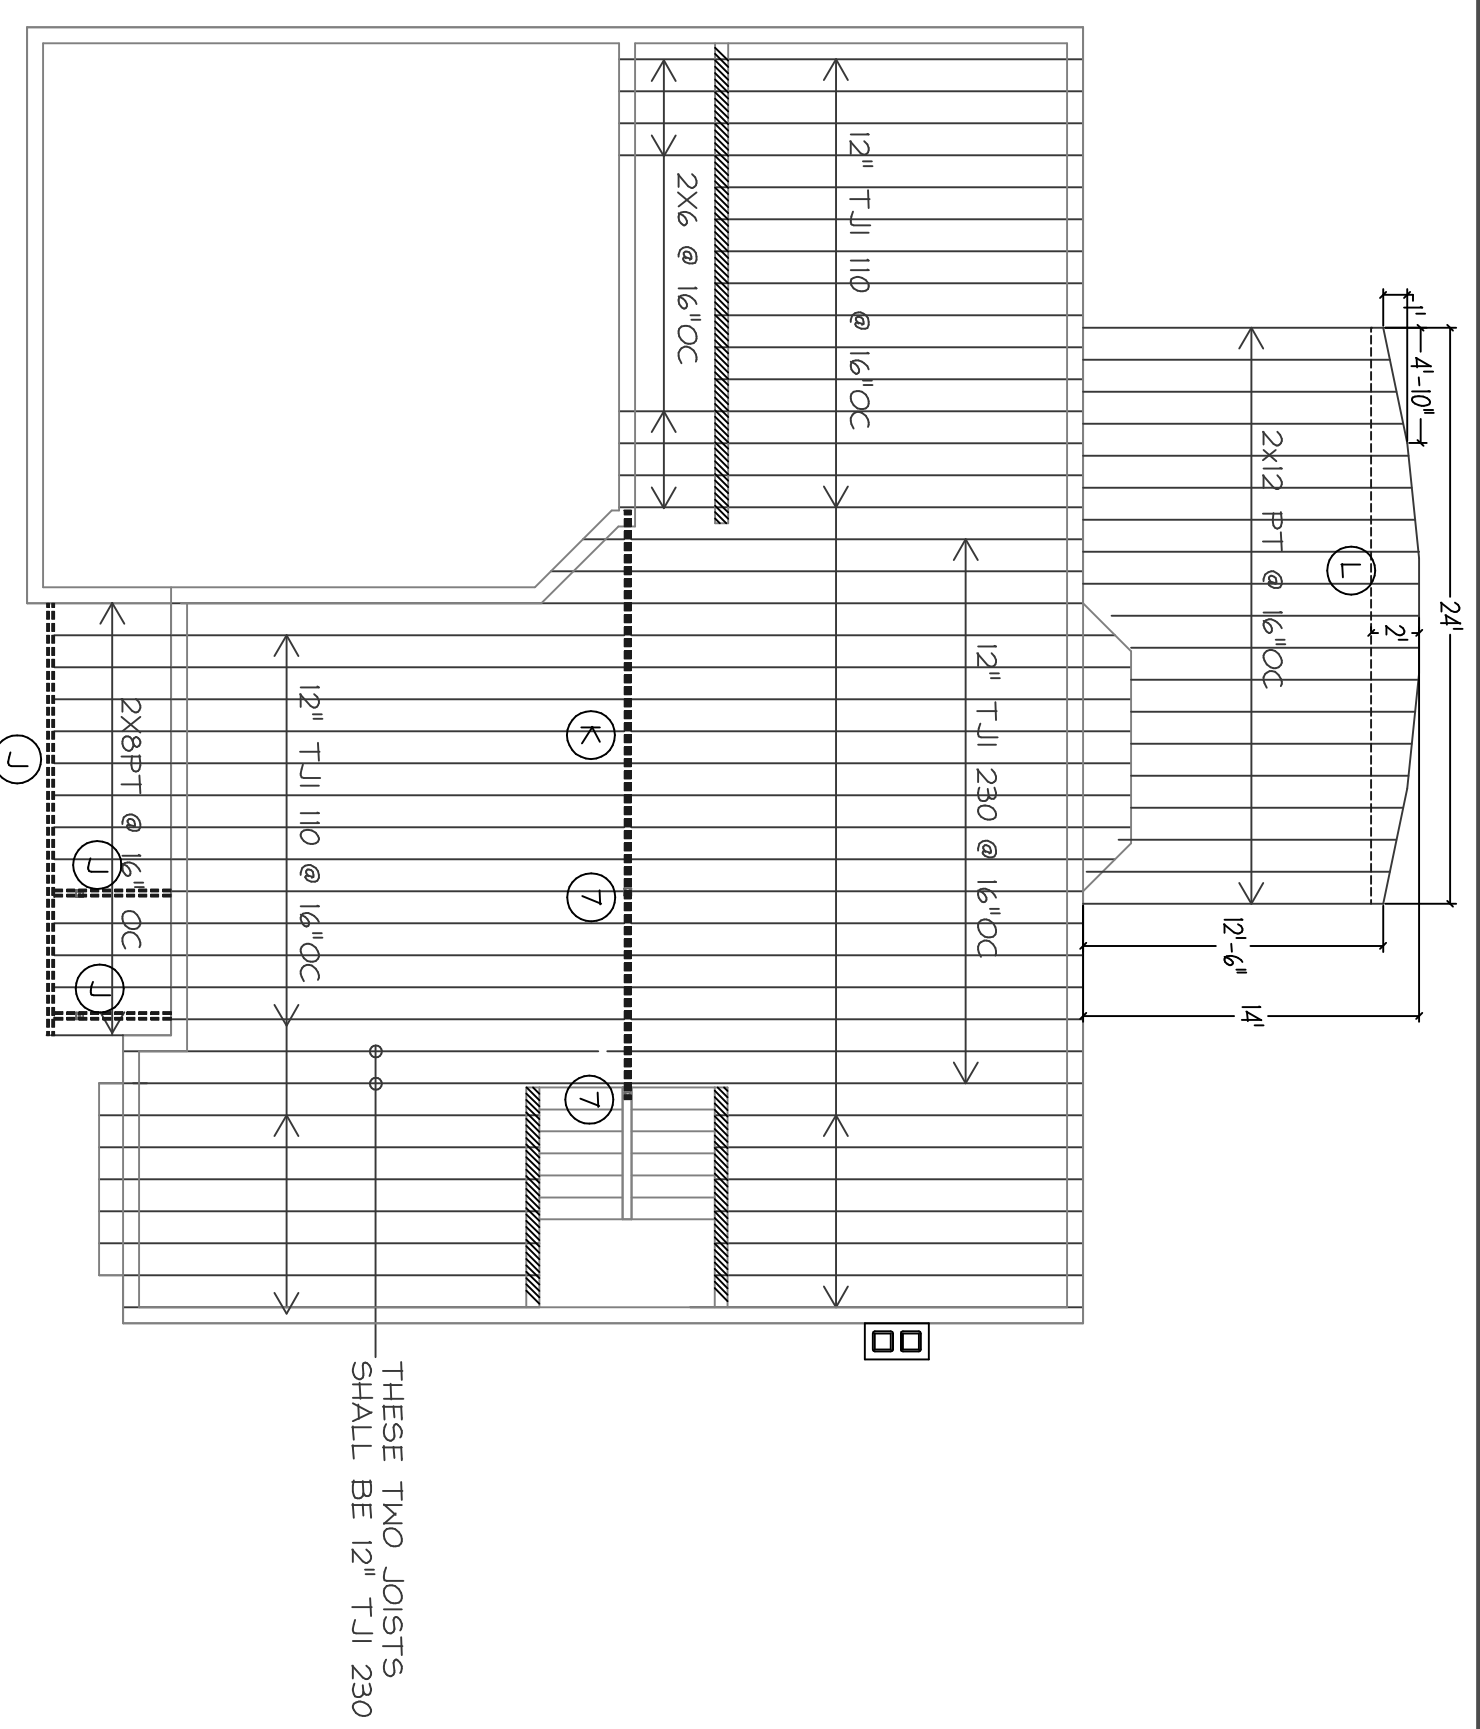 24'
1'
4'-10"
2'
L
2x12 PT @ 16"OC
12'-6"
14'
12" TJI 230 @ 16"OC
12" TJI 110 @ 16"OC
2X6 @ 16"OC
K
7
7
THESE TWO JOISTS
SHALL BE 12" TJI 230
12" TJI 110 @ 16"OC
2X8PT @ 16" OC
J
J
J